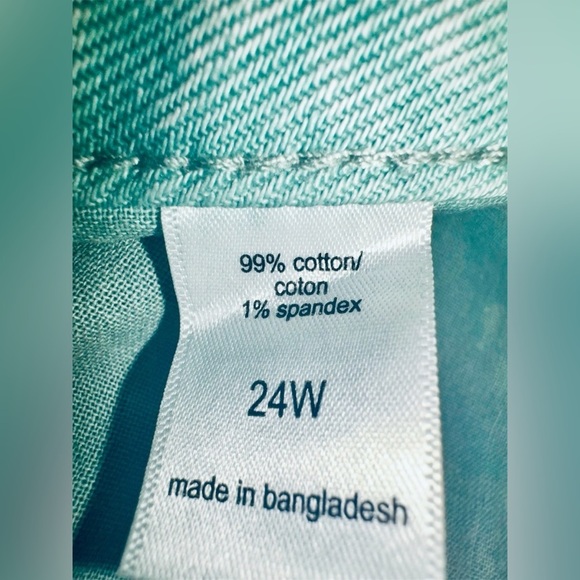 99% cotton/
coton
1% spandex
24W
made in bangladesh